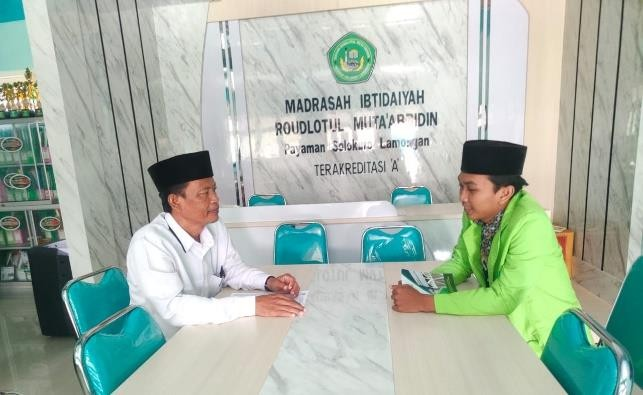 MADRASAH IBTIDAIYAH
ROUDLOTUL MUTA'ABBIDIN
Payaman Solokuro Lamongan
TERAKREDITASI 'A'